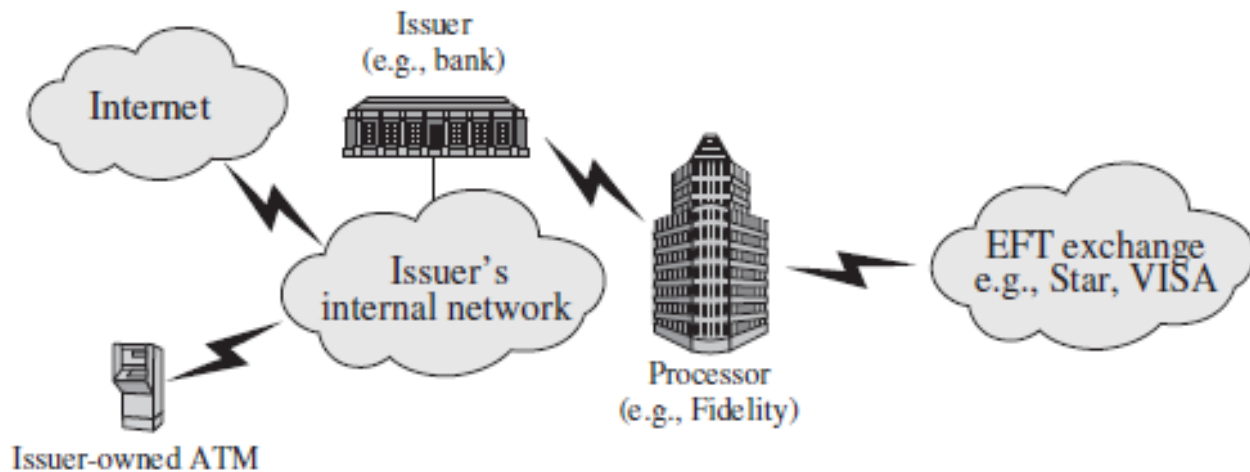 Issuer
(e.g., bank)
Internet
Issuer's
internal network
EFT exchange
e.g., Star, VISA
Processor
(e.g., Fidelity)
Issuer-owned ATM